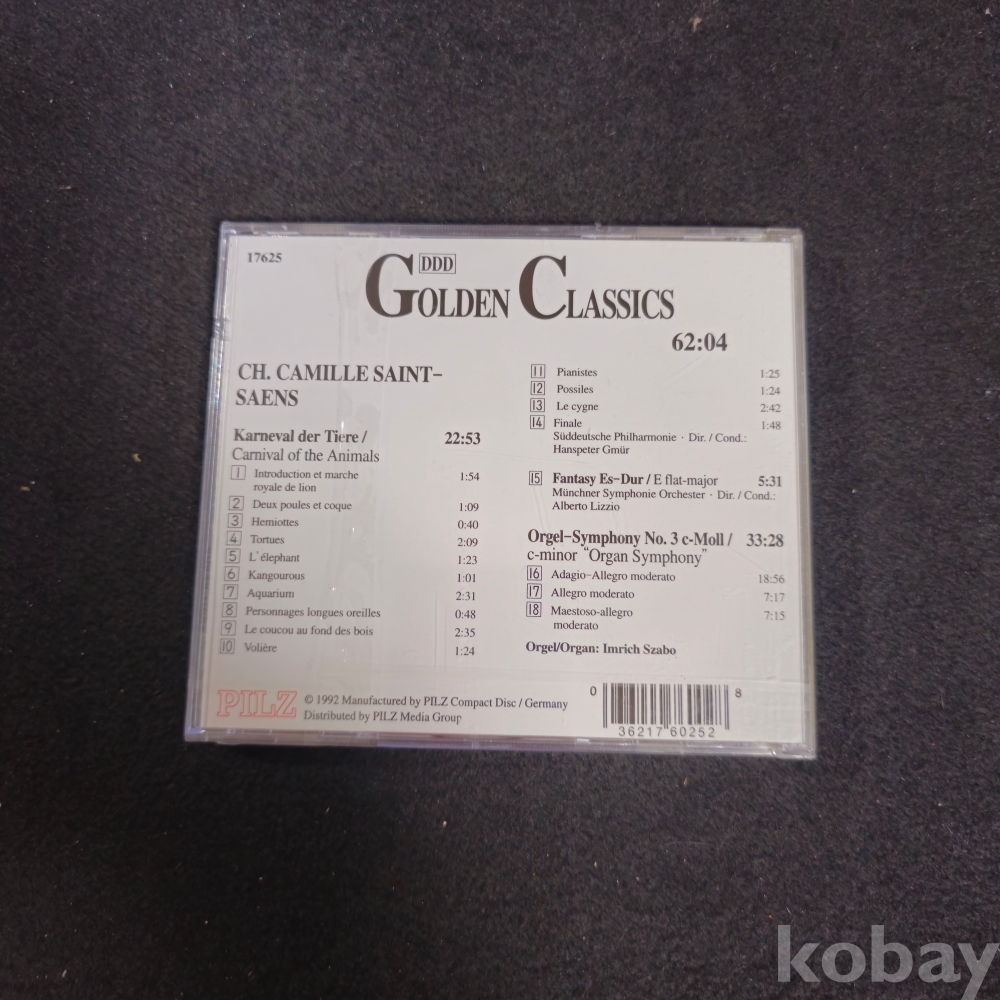 17625
DDD
GOLDEN CLASSICS
62:04
CH. CAMILLE SAINT–
SAENS
Karneval der Tiere / 22:53
Carnival of the Animals
1 Introduction et marche 1:54
royale de lion
2 Deux poules et coque 1:09
3 Hemiottes 0:40
4 Tortues 2:09
5 L'élephant 1:23
6 Kangourous 1:01
7 Aquarium 2:31
8 Personnages longues oreilles 0:48
9 Le coucou au fond des bois 2:35
10 Volière 1:24
11 Pianistes 1:25
12 Possiles 1:24
13 Le cygne 2:42
14 Finale 1:48
Süddeutsche Philharmonie · Dir. / Cond.:
Hanspeter Gmür
15 Fantasy Es–Dur / E flat-major 5:31
Münchner Symphonie Orchester · Dir. / Cond.:
Alberto Lizzio
Orgel–Symphony No. 3 c-Moll / 33:28
c-minor "Organ Symphony"
16 Adagio–Allegro moderato 18:56
17 Allegro moderato 7:17
18 Maestoso-allegro 7:15
moderato
Orgel/Organ: Imrich Szabo
PILZ
© 1992 Manufactured by PILZ Compact Disc / Germany
Distributed by PILZ Media Group
0 36217 60252 8
kobay